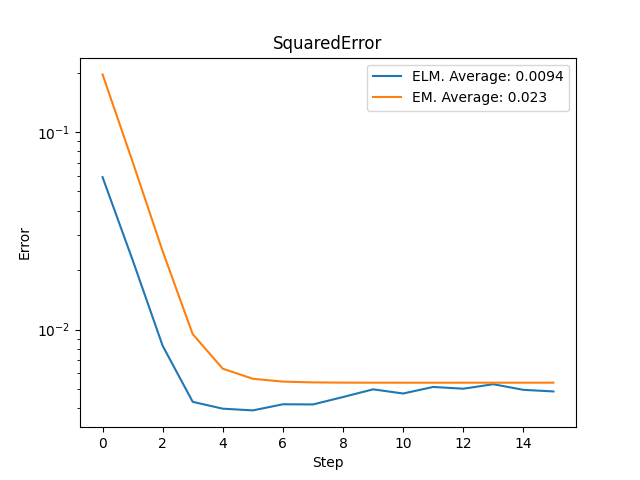 SquaredError
ELM. Average: 0.0094
EM. Average: 0.023
10⁻¹
10⁻²
Error
0 2 4 6 8 10 12 14
Step